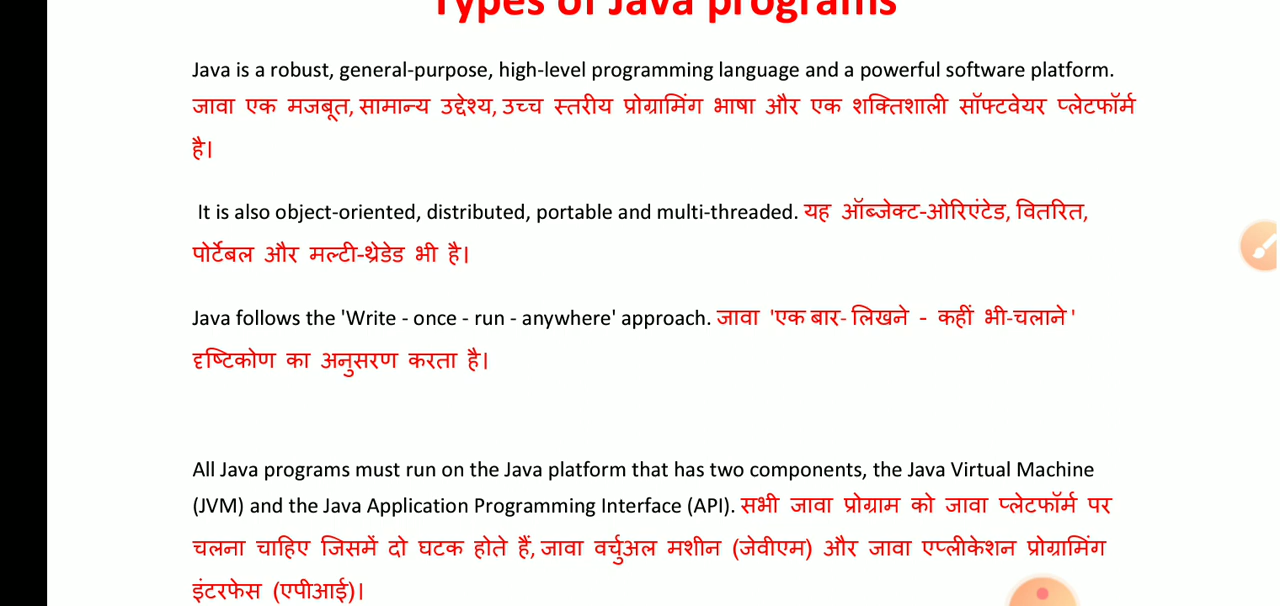 Types of Java programs
Java is a robust, general-purpose, high-level programming language and a powerful software platform.
जावा एक मजबूत, सामान्य उद्देश्य, उच्च स्तरीय प्रोग्रामिंग भाषा और एक शक्तिशाली सॉफ्टवेयर प्लेटफॉर्म
है।
It is also object-oriented, distributed, portable and multi-threaded. यह ऑब्जेक्ट-ओरिएंटेड, वितरित,
पोर्टेबल और मल्टी-थ्रेडेड भी है।
Java follows the 'Write - once - run - anywhere' approach. जावा 'एक बार- लिखने - कहीं भी-चलाने'
दृष्टिकोण का अनुसरण करता है।
All Java programs must run on the Java platform that has two components, the Java Virtual Machine
(JVM) and the Java Application Programming Interface (API). सभी जावा प्रोग्राम को जावा प्लेटफॉर्म पर
चलना चाहिए जिसमें दो घटक होते हैं, जावा वर्चुअल मशीन (जेवीएम) और जावा एप्लीकेशन प्रोग्रामिंग
इंटरफेस (एपीआई)।